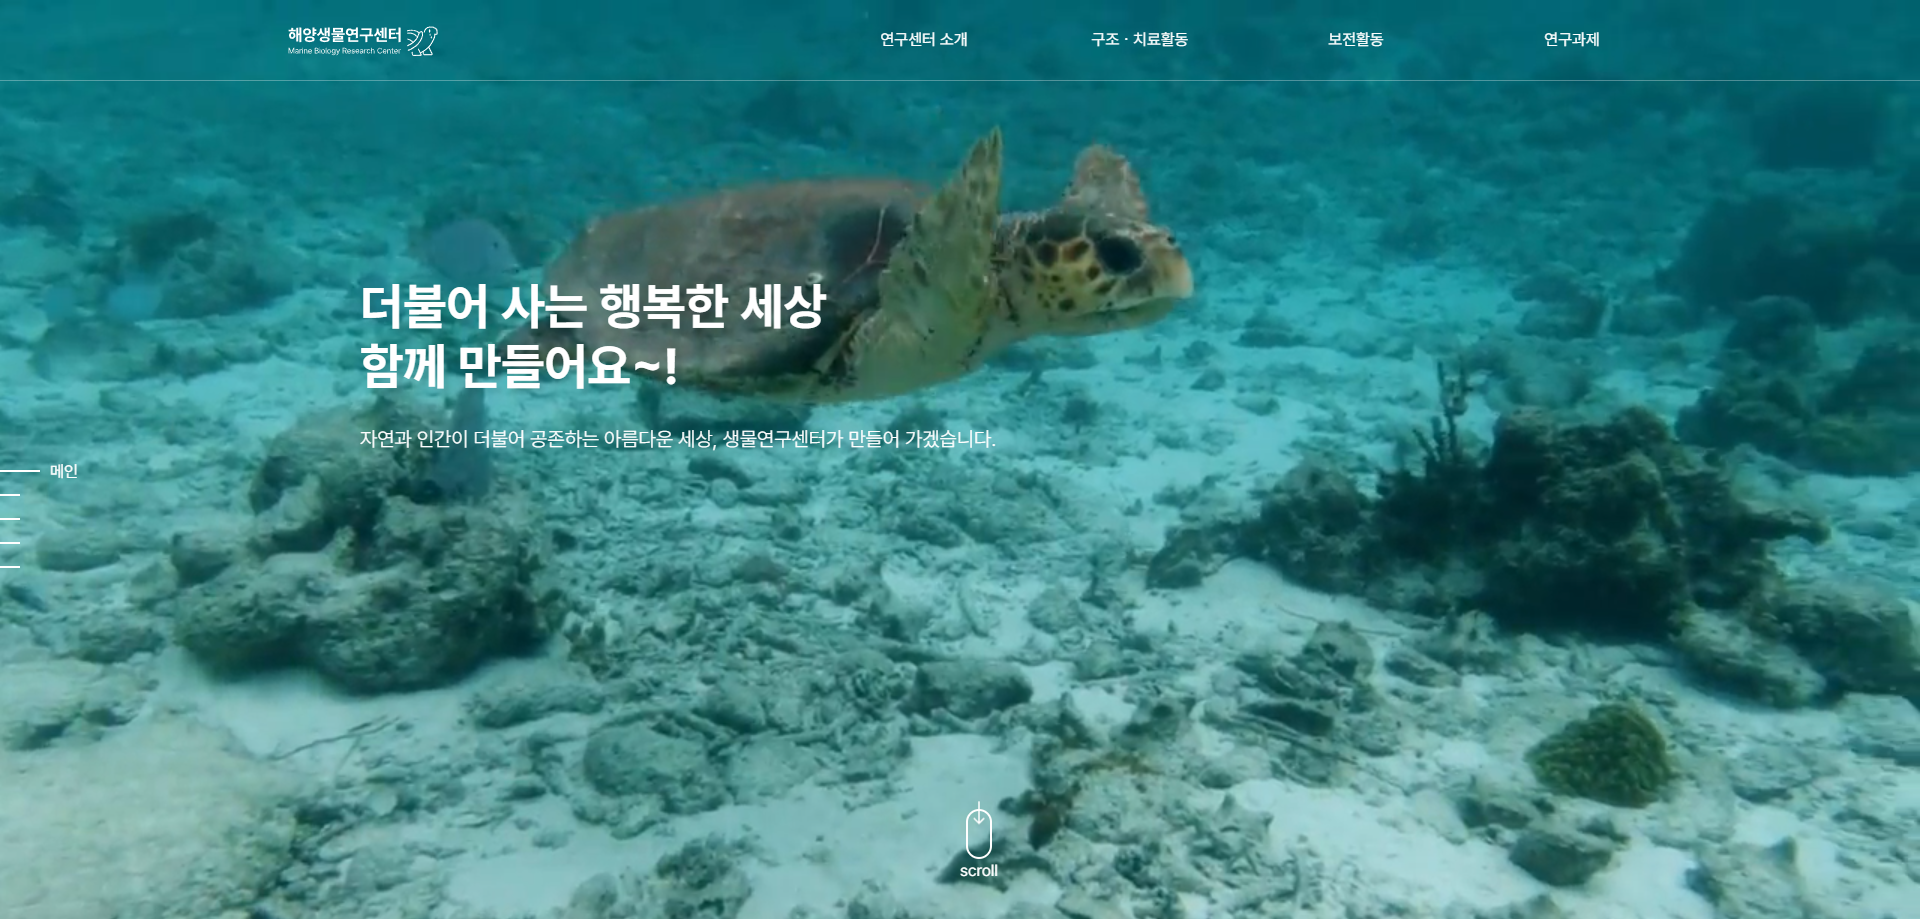 해양생물연구센터
Marine Biology Research Center
연구센터 소개
구조 · 치료활동
보전활동
연구과제
더불어 사는 행복한 세상
함께 만들어요~!
자연과 인간이 더불어 공존하는 아름다운 세상, 생물연구센터가 만들어 가겠습니다.
메인
scroll